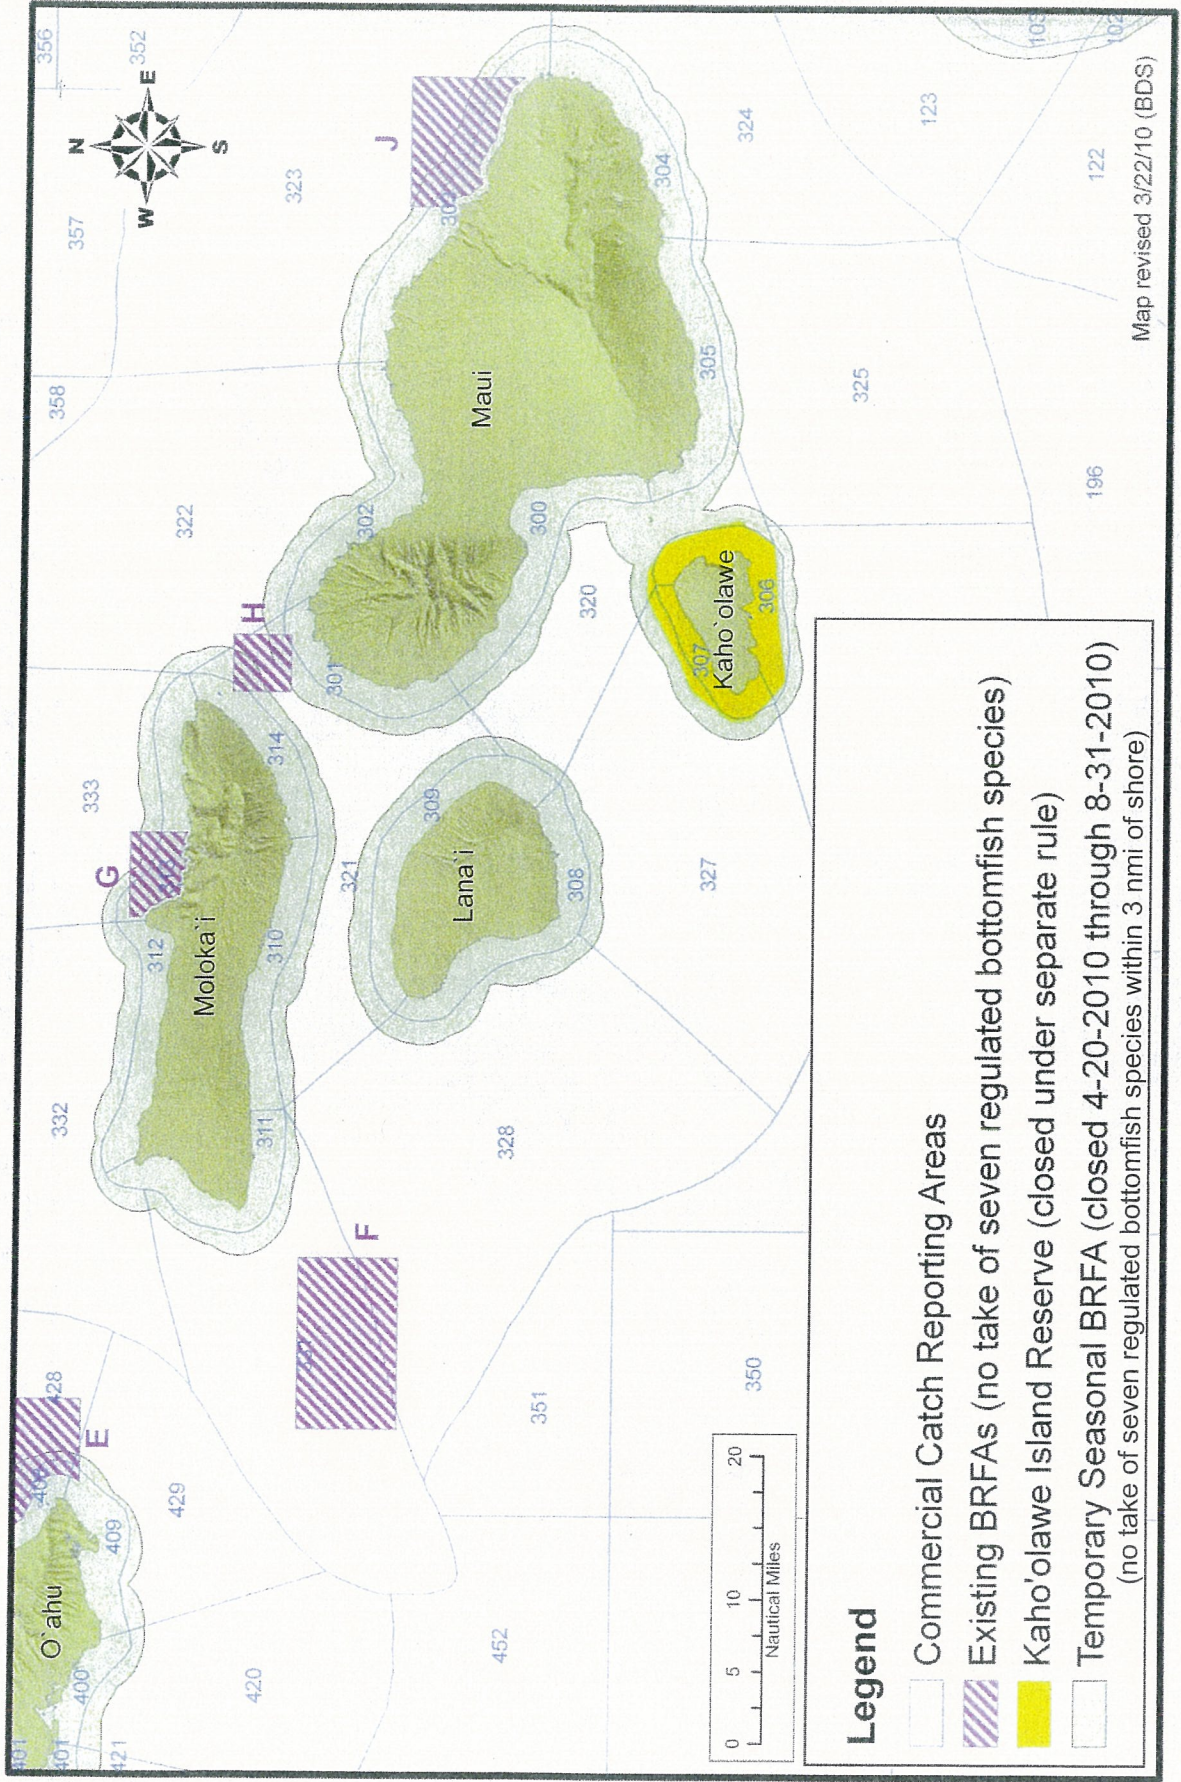 401
401
421
O`ahu
400
409
428
E
429
420
452
F
351
350
332
328
333
G
312
Moloka`i
311
310
314
321
309
Lana`i
308
327
322
H
301
302
300
320
307
Kaho`olawe
306
356
352
357
358
323
N
W
E
S
J
303
Maui
304
305
324
325
123
122
196
103
102
0 5 10 20
Nautical Miles
Legend
Commercial Catch Reporting Areas
Existing BRFAs (no take of seven regulated bottomfish species)
Kaho'olawe Island Reserve (closed under separate rule)
Temporary Seasonal BRFA (closed 4-20-2010 through 8-31-2010)
(no take of seven regulated bottomfish species within 3 nmi of shore)
Map revised 3/22/10 (BDS)